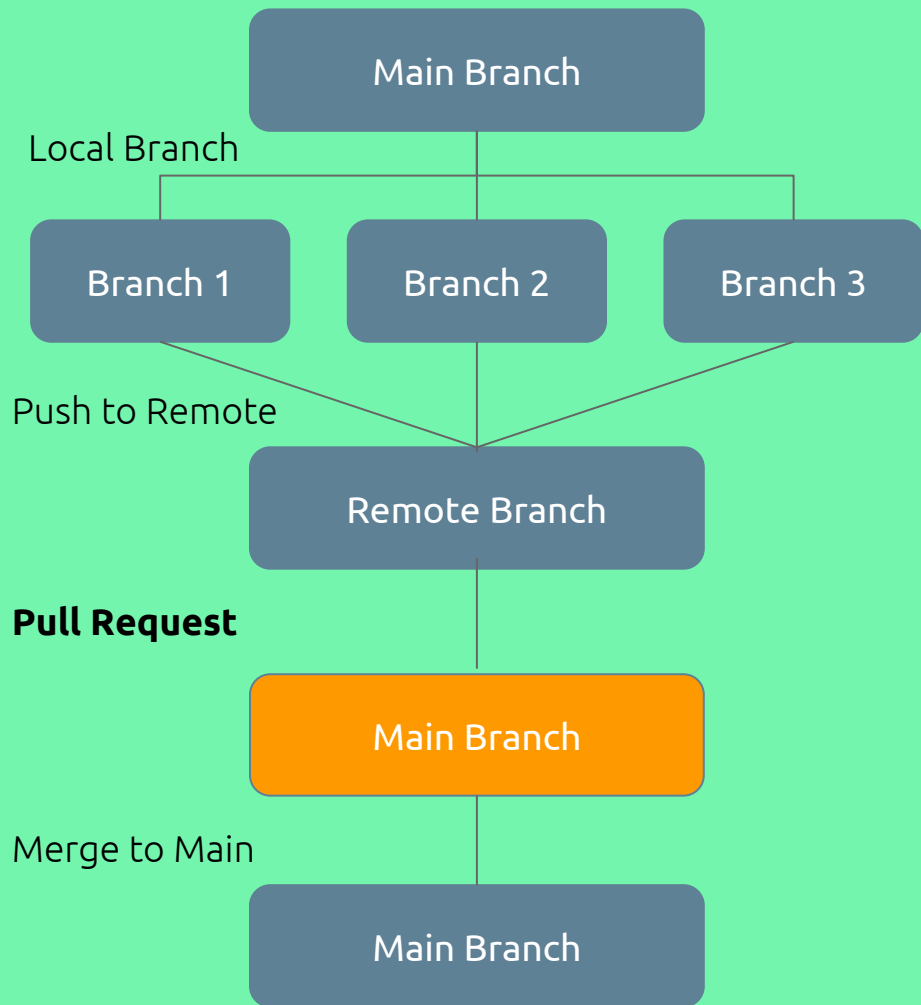 Main Branch
Local Branch
Branch 1
Branch 2
Branch 3
Push to Remote
Remote Branch
Pull Request
Main Branch
Merge to Main
Main Branch